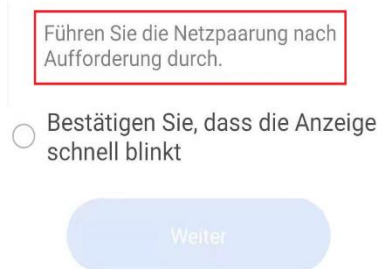 Führen Sie die Netzpaarung nach
Aufforderung durch.
Bestätigen Sie, dass die Anzeige
schnell blinkt
Weiter